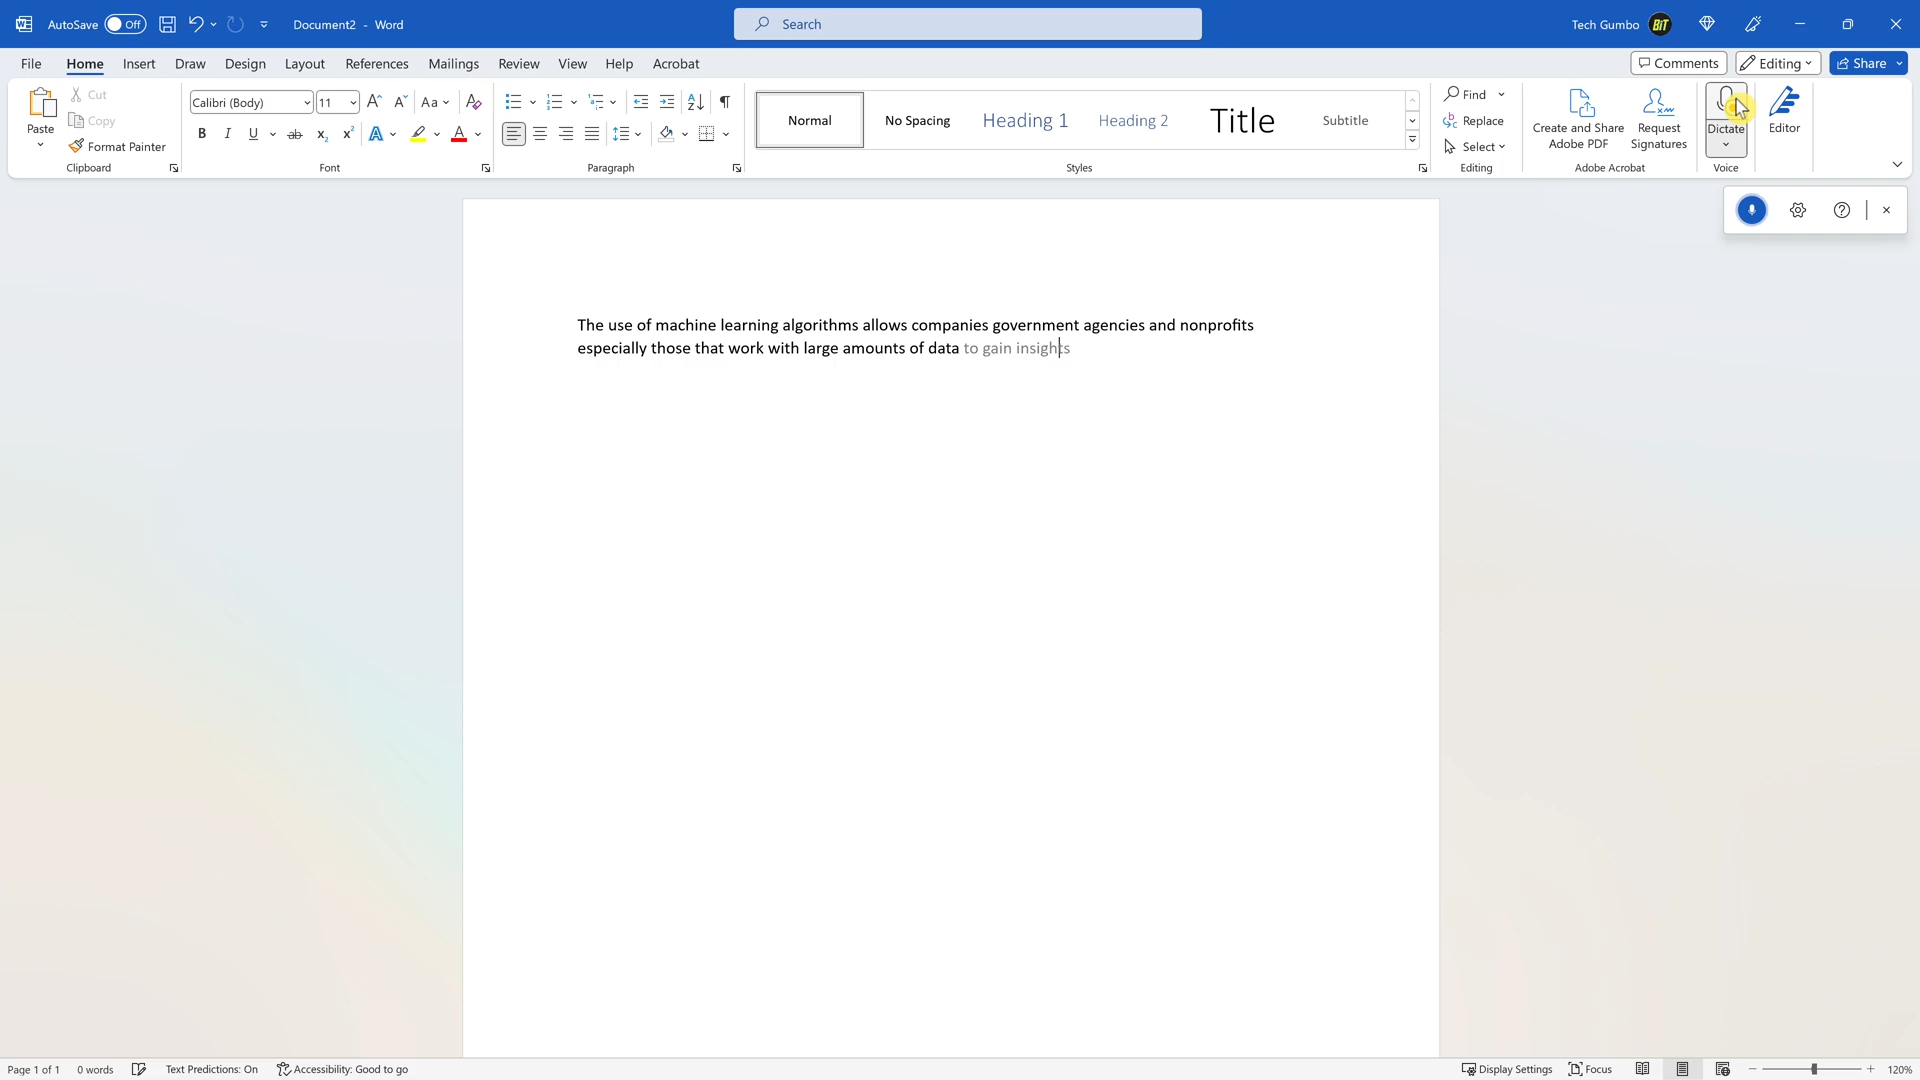 AutoSave Off Document2 - Word Search Tech Gumbo BIT
File Home Insert Draw Design Layout References Mailings Review View Help Acrobat Comments Editing Share
Paste
Cut
Copy
Format Painter
Clipboard
Calibri (Body) 11
Font
Paragraph
Normal No Spacing Heading 1 Heading 2 Title Subtitle
Styles
Find
Replace
Select
Editing
Create and Share Adobe PDF
Request Signatures
Adobe Acrobat
Dictate
Voice
Editor
The use of machine learning algorithms allows companies government agencies and nonprofits
especially those that work with large amounts of data to gain insights
Page 1 of 1 0 words Text Predictions: On Accessibility: Good to go Display Settings Focus 120%